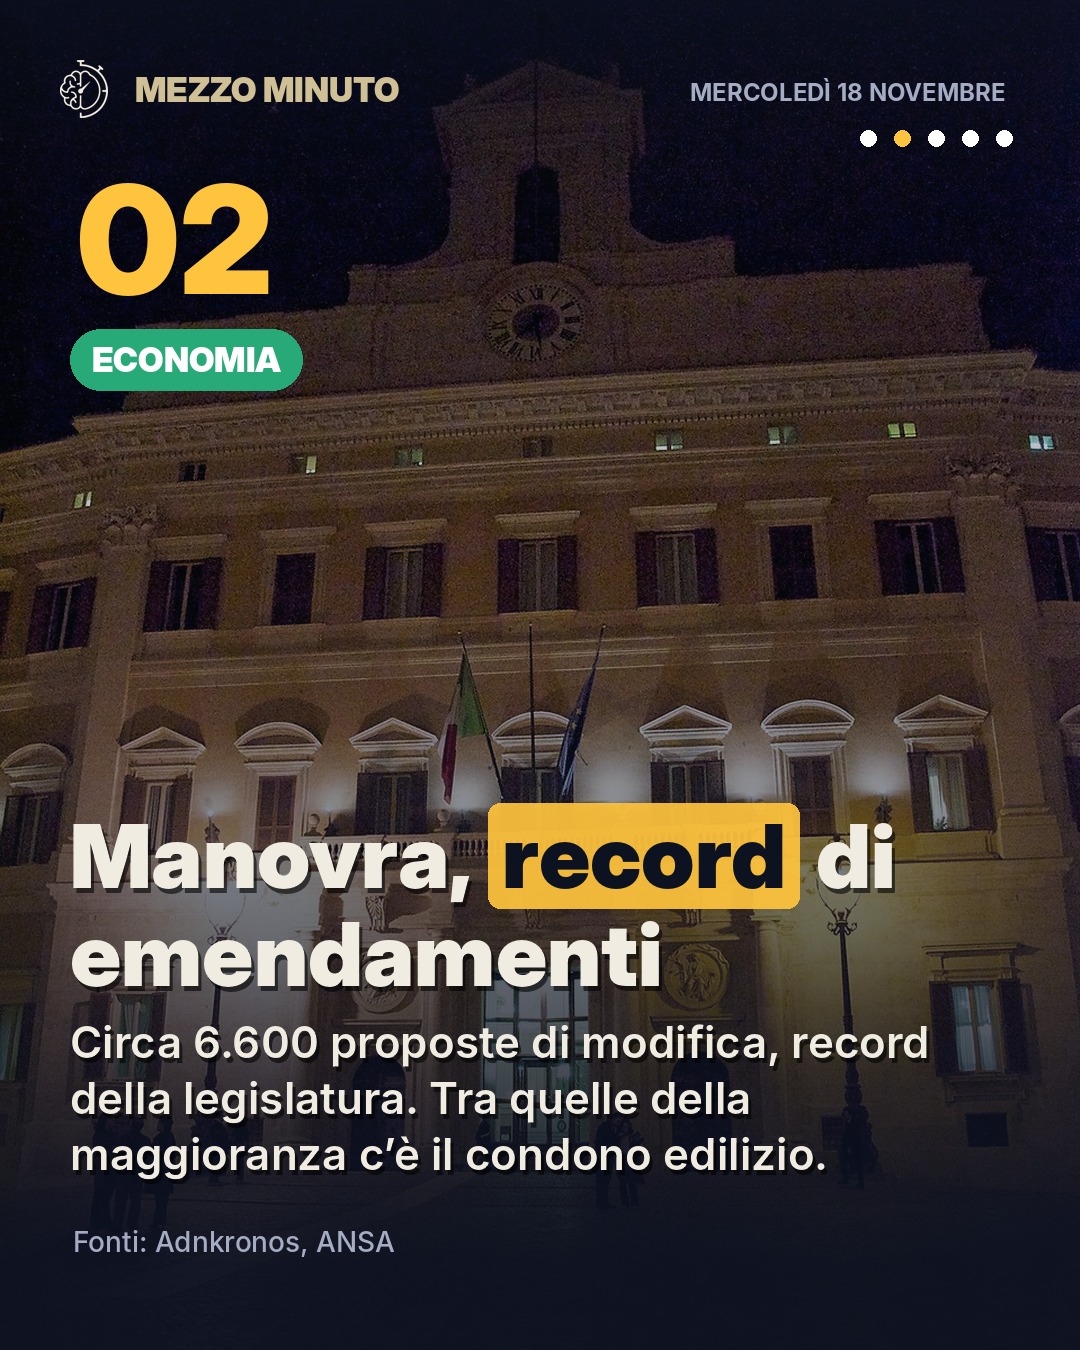 MEZZO MINUTO
MERCOLEDÌ 18 NOVEMBRE
02
ECONOMIA
Manovra, record di
emendamenti
Circa 6.600 proposte di modifica, record
della legislatura. Tra quelle della
maggioranza c’è il condono edilizio.
Fonti: Adnkronos, ANSA